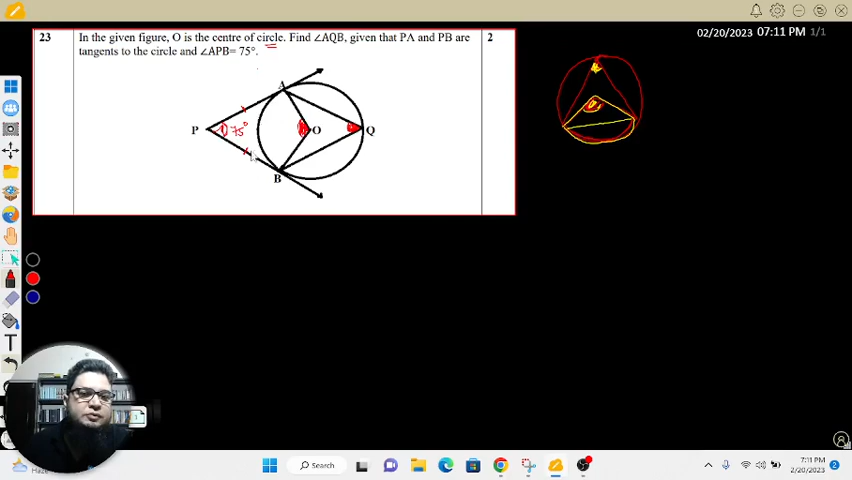 02/20/2023 07:11 PM 1/1
23 In the given figure, O is the centre of circle. Find ∠AQB, given that PA and PB are 2
tangents to the circle and ∠APB= 75°.
A
P 75° O Q
B
T
Search
7:11 PM
2/20/2023
2